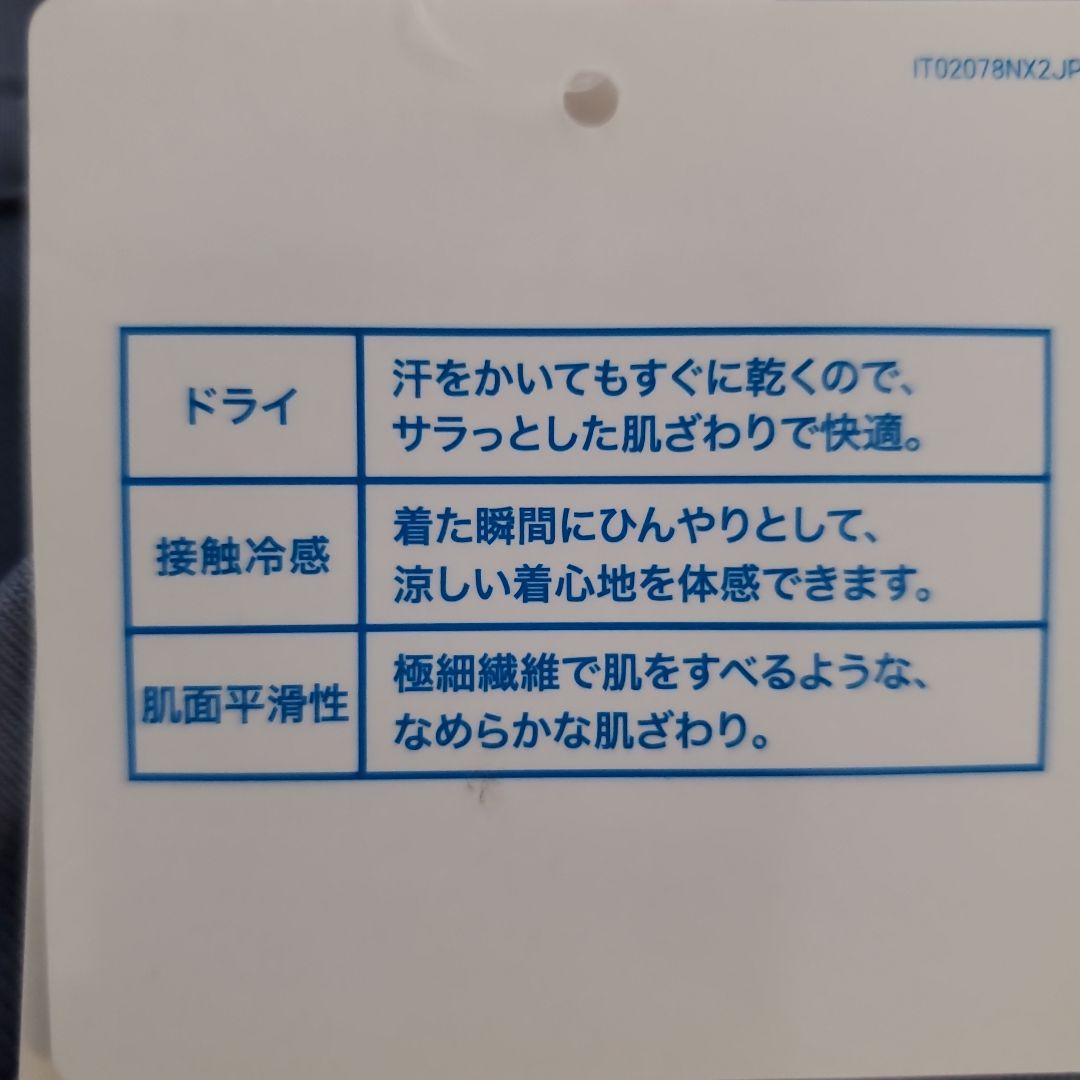 IT02078NX2JP
ドライ
汗をかいてもすぐに乾くので、
サラっとした肌ざわりで快適。
接触冷感
着た瞬間にひんやりとして、
涼しい着心地を体感できます。
肌面平滑性
極細繊維で肌をすべるような、
なめらかな肌ざわり。